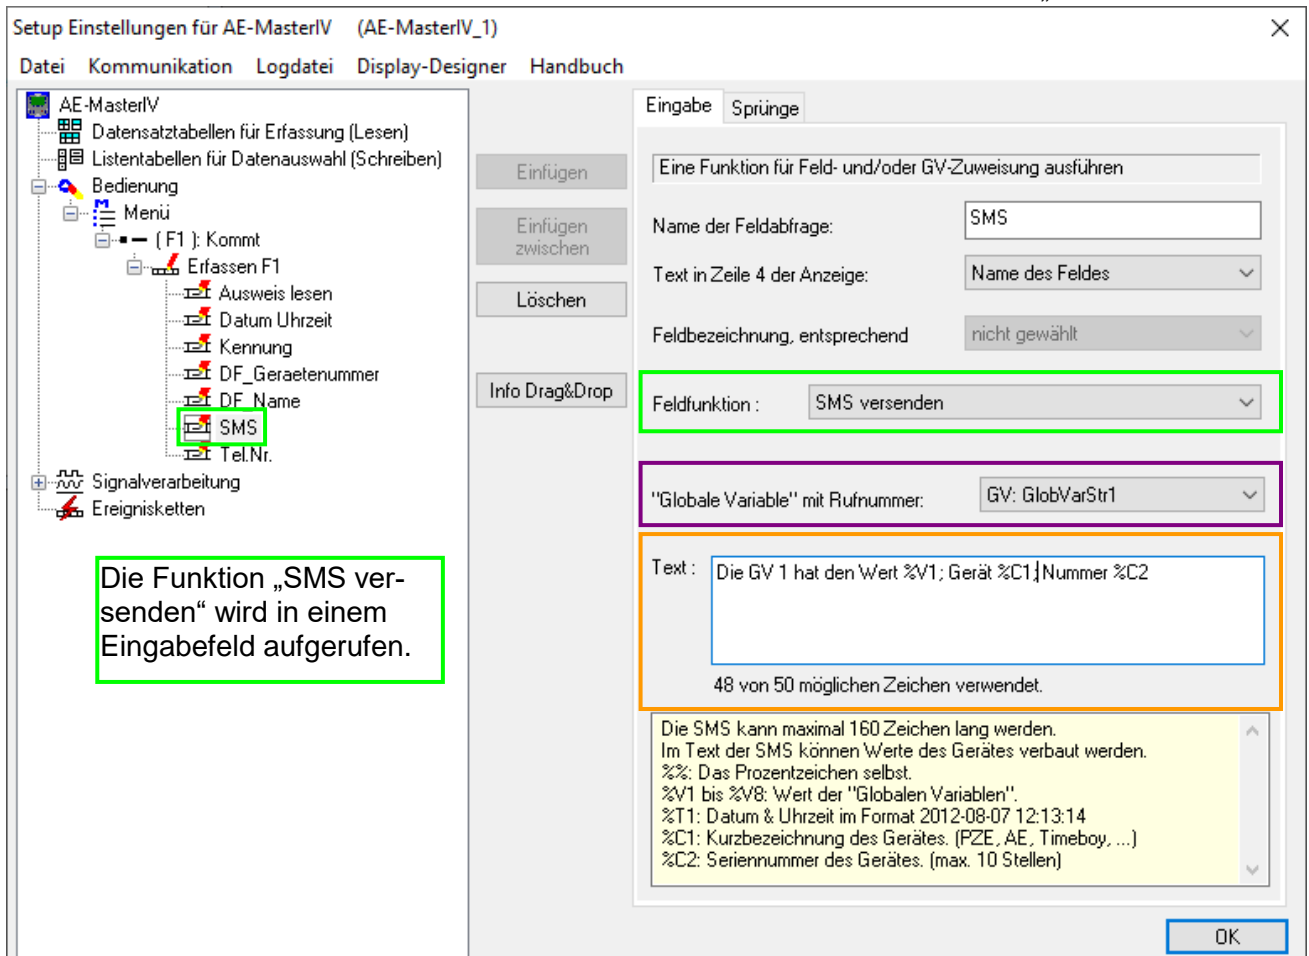 „
Setup Einstellungen für AE-MasterIV (AE-MasterIV_1)
Datei Kommunikation Logdatei Display-Designer Handbuch
AE-MasterIV
Datensatztabellen für Erfassung (Lesen)
Listentabellen für Datenauswahl (Schreiben)
Bedienung
Menü
( F1 ): Kommt
Erfassen F1
Ausweis lesen
Datum Uhrzeit
Kennung
DF_Geraetenummer
DF_Name
SMS
Tel.Nr.
Signalverarbeitung
Ereignisketten
Die Funktion „SMS ver-
senden“ wird in einem
Eingabefeld aufgerufen.
Einfügen
Einfügen
zwischen
Löschen
Info Drag&Drop
Eingabe Sprünge
Eine Funktion für Feld- und/oder GV-Zuweisung ausführen
Name der Feldabfrage: SMS
Text in Zeile 4 der Anzeige: Name des Feldes
Feldbezeichnung, entsprechend nicht gewählt
Feldfunktion : SMS versenden
"Globale Variable" mit Rufnummer: GV: GlobVarStr1
Text : Die GV 1 hat den Wert %V1; Gerät %C1; Nummer %C2
48 von 50 möglichen Zeichen verwendet.
Die SMS kann maximal 160 Zeichen lang werden.
Im Text der SMS können Werte des Gerätes verbaut werden.
%%: Das Prozentzeichen selbst.
%V1 bis %V8: Wert der "Globalen Variablen".
%T1: Datum & Uhrzeit im Format 2012-08-07 12:13:14
%C1: Kurzbezeichnung des Gerätes. (PZE, AE, Timeboy, ...)
%C2: Seriennummer des Gerätes. (max. 10 Stellen)
OK